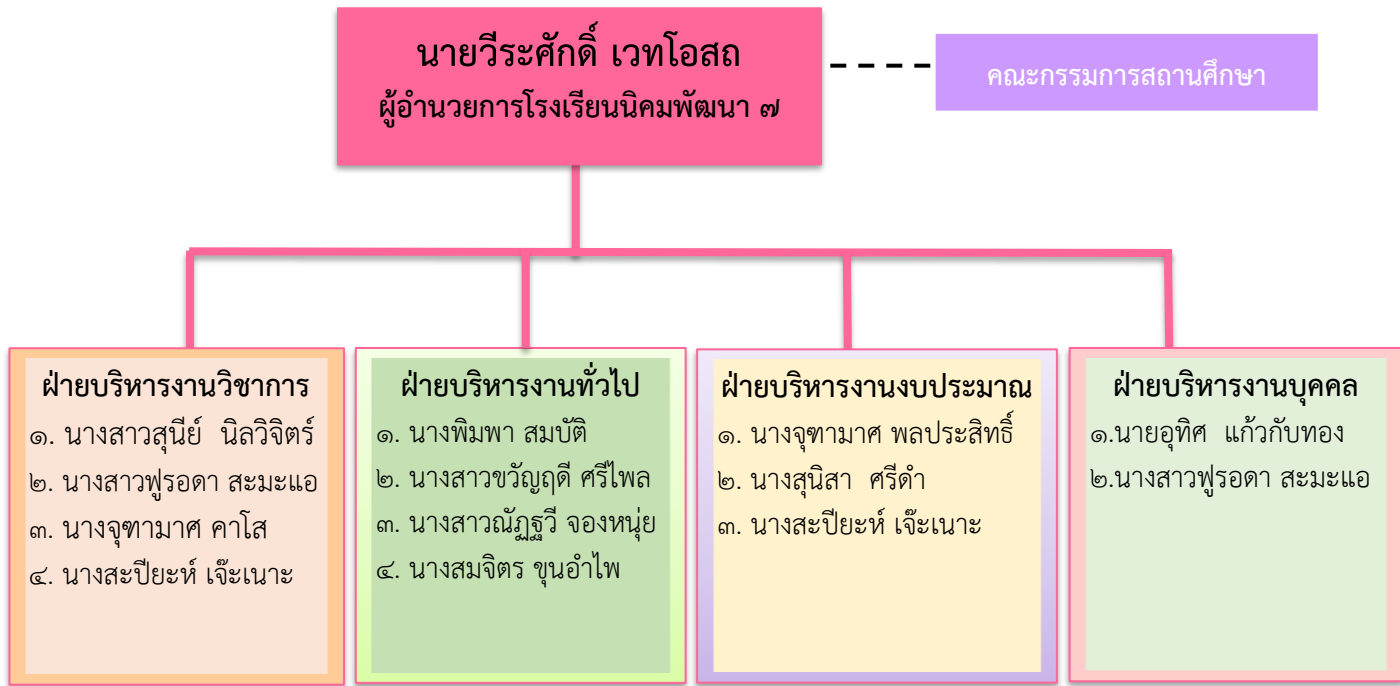 นายวีระศักดิ์ เวทโอสถ
ผู้อำนวยการโรงเรียนนิคมพัฒนา ๗
คณะกรรมการสถานศึกษา
ฝ่ายบริหารงานวิชาการ
๑. นางสาวสุนีย์ นิลวิจิตร์
๒. นางสาวฟูรอดา สะมะแอ
๓. นางจุฑามาศ คาโส
๔. นางสะปียะห์ เจ๊ะเนาะ
ฝ่ายบริหารงานทั่วไป
๑. นางพิมพา สมบัติ
๒. นางสาวขวัญฤดี ศรีไพล
๓. นางสาวณัฏฐวี จองหนุ่ย
๔. นางสมจิตร ขุนอำไพ
ฝ่ายบริหารงานงบประมาณ
๑. นางจุฑามาศ พลประสิทธิ์
๒. นางสุนิสา ศรีดำ
๓. นางสะปียะห์ เจ๊ะเนาะ
ฝ่ายบริหารงานบุคคล
๑.นายอุทิศ แก้วกับทอง
๒.นางสาวฟูรอดา สะมะแอ